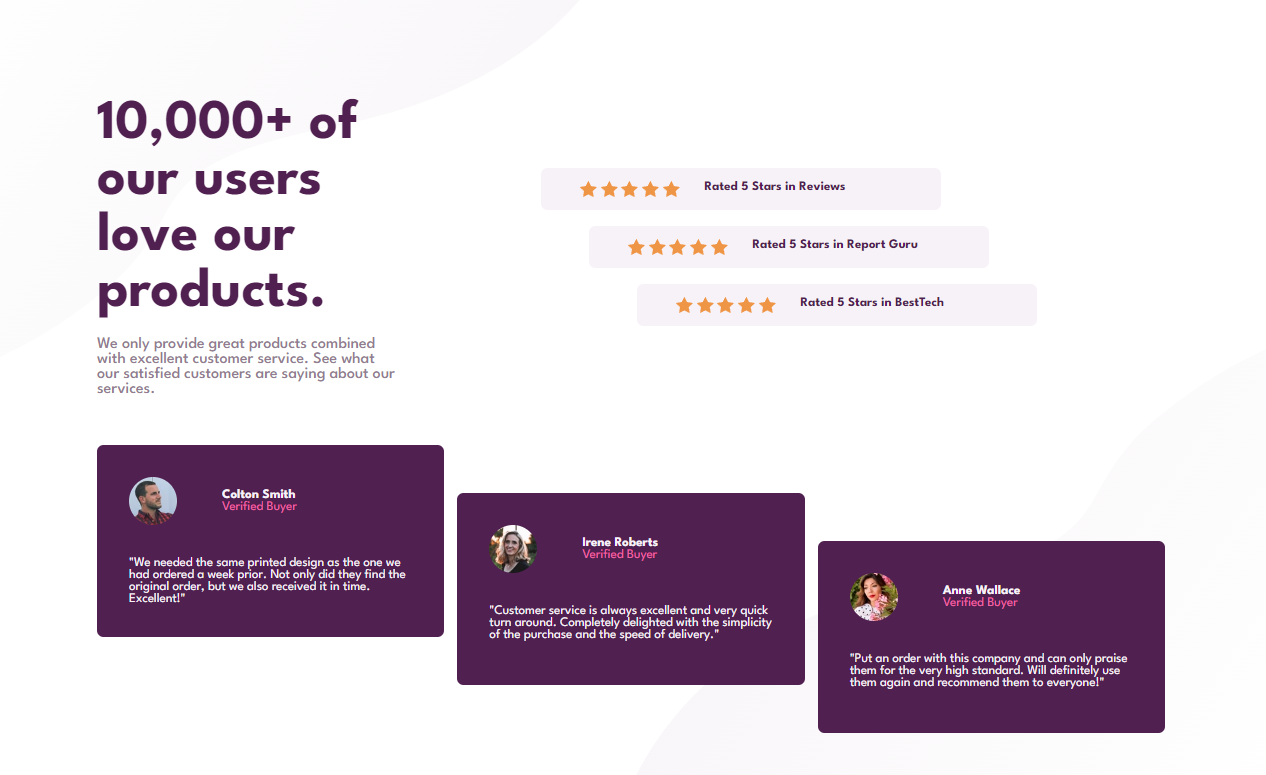 10,000+ of
our users
love our
products.
We only provide great products combined
with excellent customer service. See what
our satisfied customers are saying about our
services.
Rated 5 Stars in Reviews
Rated 5 Stars in Report Guru
Rated 5 Stars in BestTech
Colton Smith
Verified Buyer
"We needed the same printed design as the one we
had ordered a week prior. Not only did they find the
original order, but we also received it in time.
Excellent!"
Irene Roberts
Verified Buyer
"Customer service is always excellent and very quick
turn around. Completely delighted with the simplicity
of the purchase and the speed of delivery."
Anne Wallace
Verified Buyer
"Put an order with this company and can only praise
them for the very high standard. Will definitely use
them again and recommend them to everyone!"